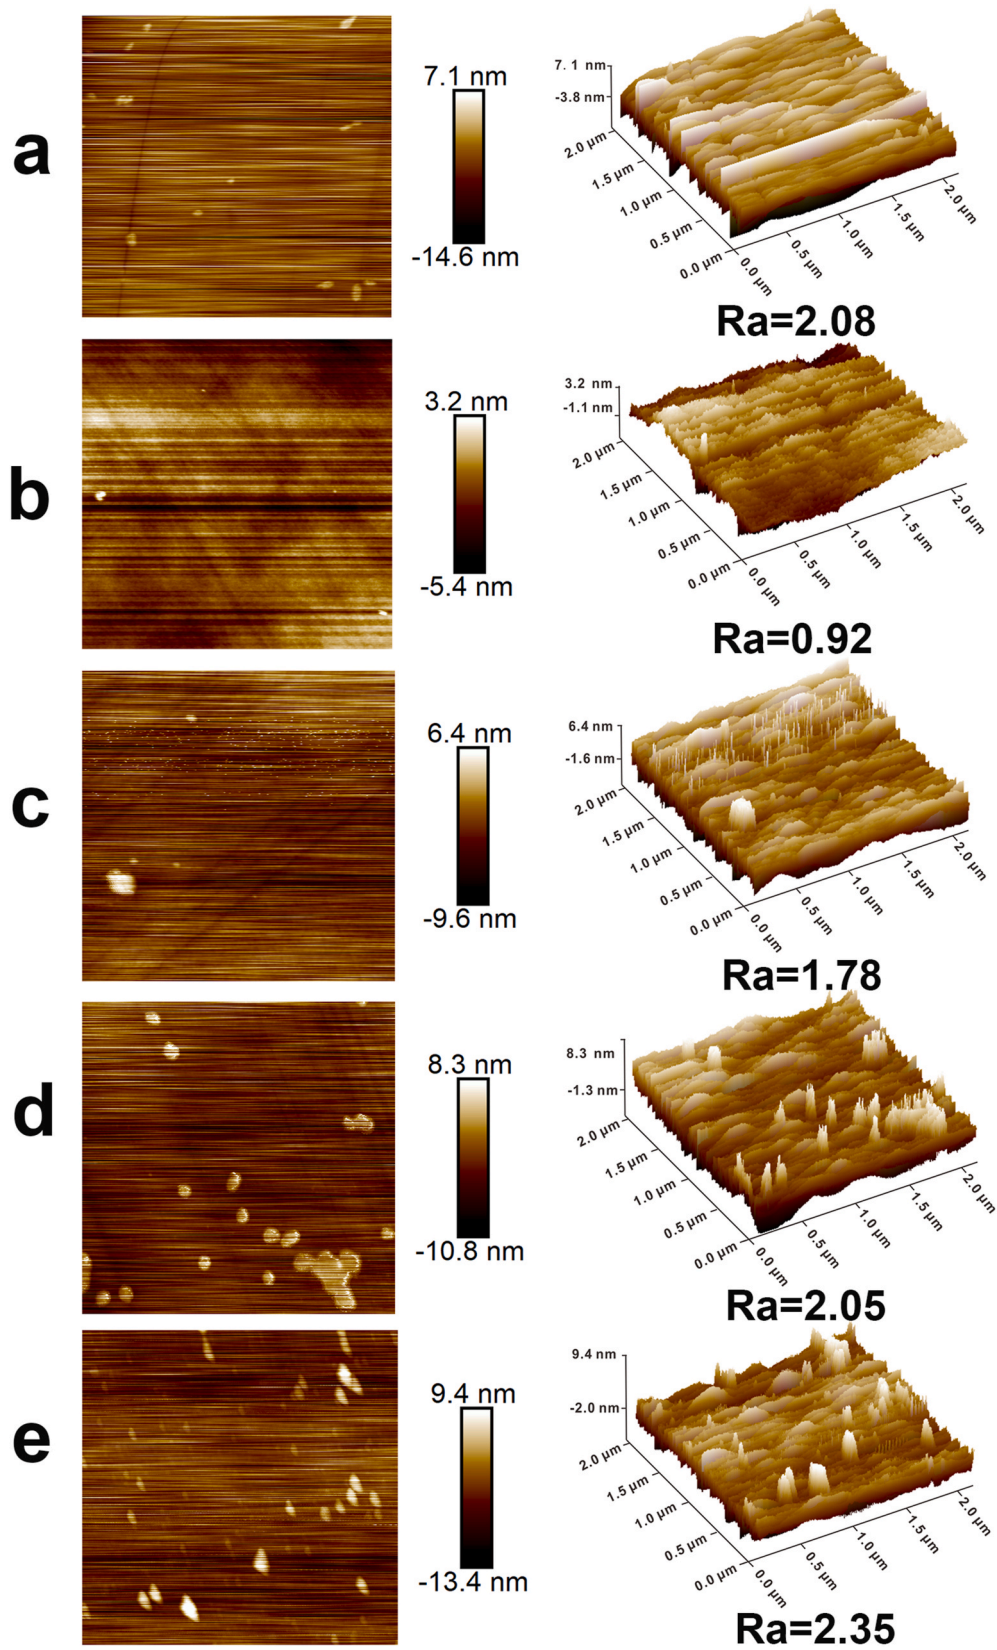 a
7.1 nm
-14.6 nm
7.1 nm
-3.8 nm
2.0 µm
1.5 µm
1.0 µm
0.5 µm
0.0 µm
0.0 µm
0.5 µm
1.0 µm
1.5 µm
2.0 µm
Ra=2.08
b
3.2 nm
-5.4 nm
3.2 nm
-1.1 nm
2.0 µm
1.5 µm
1.0 µm
0.5 µm
0.0 µm
0.0 µm
0.5 µm
1.0 µm
1.5 µm
2.0 µm
Ra=0.92
c
6.4 nm
-9.6 nm
6.4 nm
-1.6 nm
2.0 µm
1.5 µm
1.0 µm
0.5 µm
0.0 µm
0.0 µm
0.5 µm
1.0 µm
1.5 µm
2.0 µm
Ra=1.78
d
8.3 nm
-10.8 nm
8.3 nm
-1.3 nm
2.0 µm
1.5 µm
1.0 µm
0.5 µm
0.0 µm
0.0 µm
0.5 µm
1.0 µm
1.5 µm
2.0 µm
Ra=2.05
e
9.4 nm
-13.4 nm
9.4 nm
-2.0 nm
2.0 µm
1.5 µm
1.0 µm
0.5 µm
0.0 µm
0.0 µm
0.5 µm
1.0 µm
1.5 µm
2.0 µm
Ra=2.35